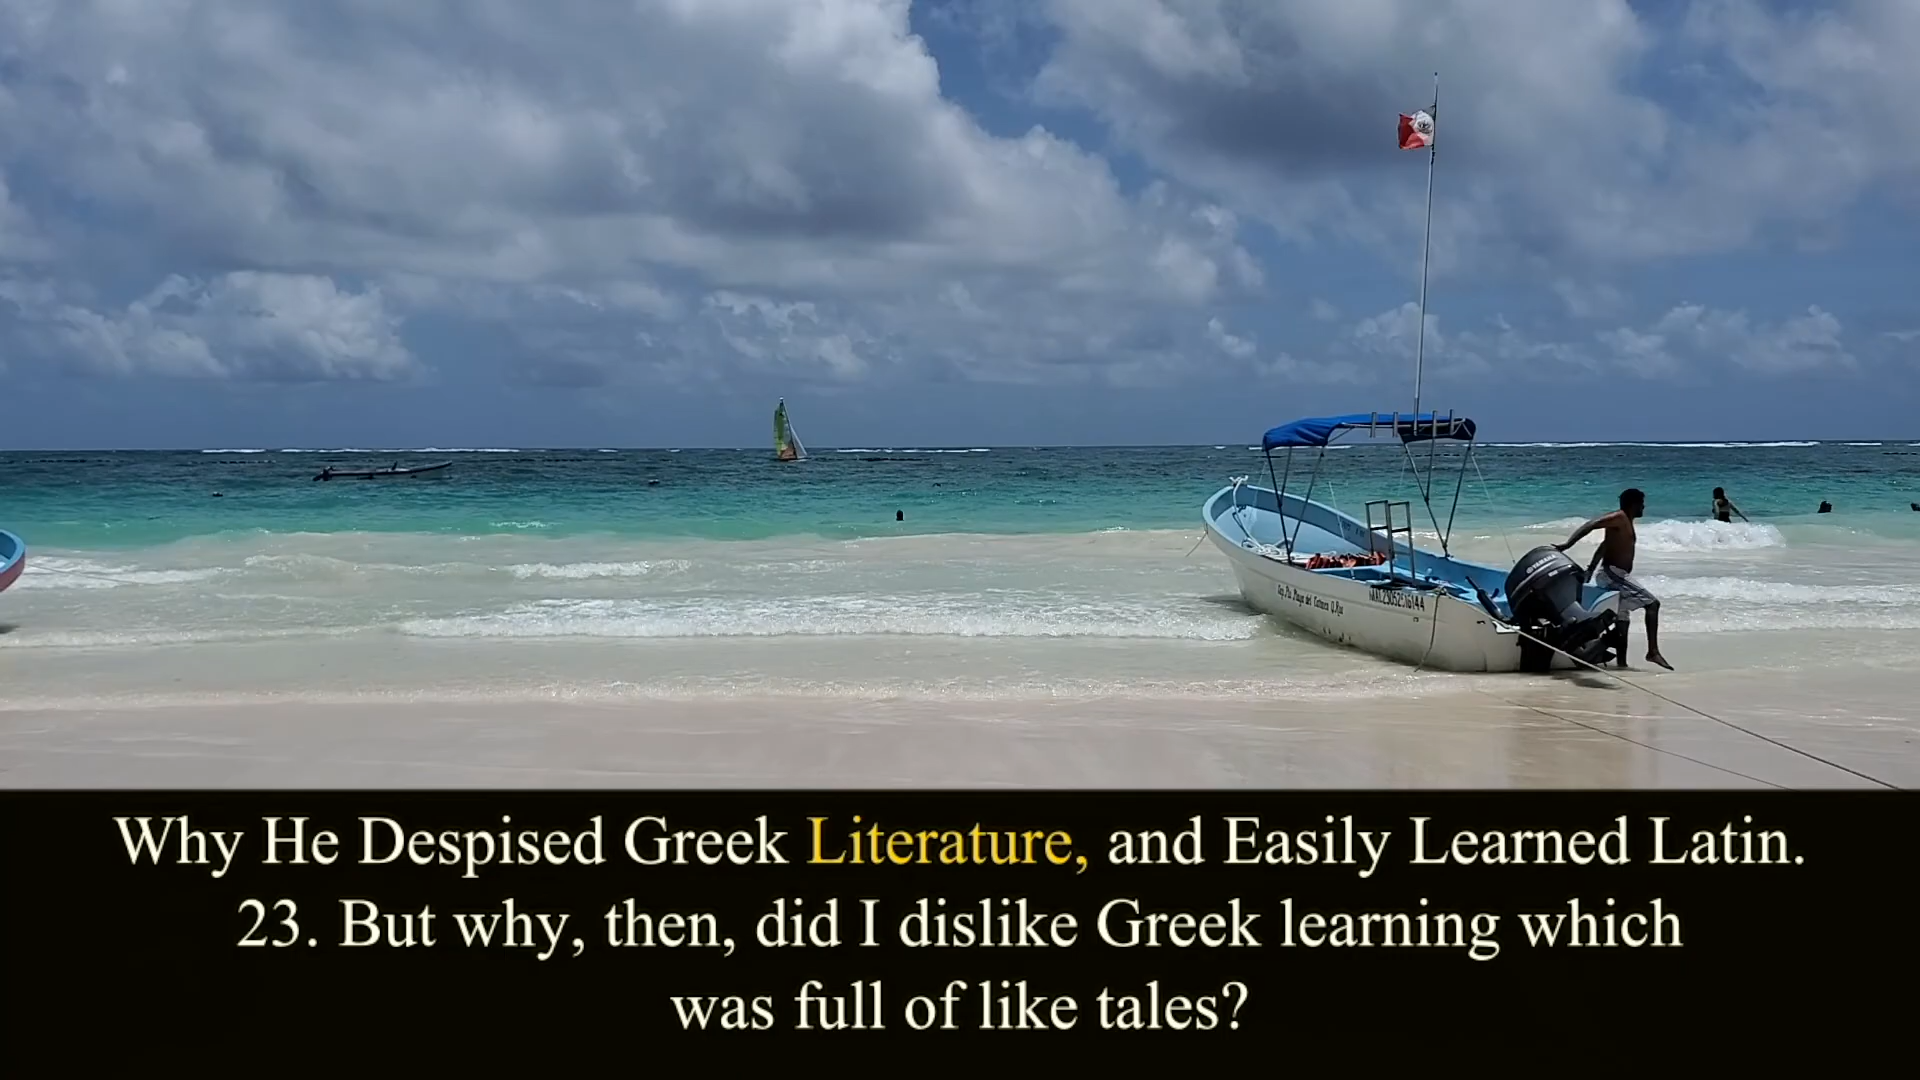 YAMAHA
Why He Despised Greek Literature, and Easily Learned Latin.
23. But why, then, did I dislike Greek learning which
was full of like tales?